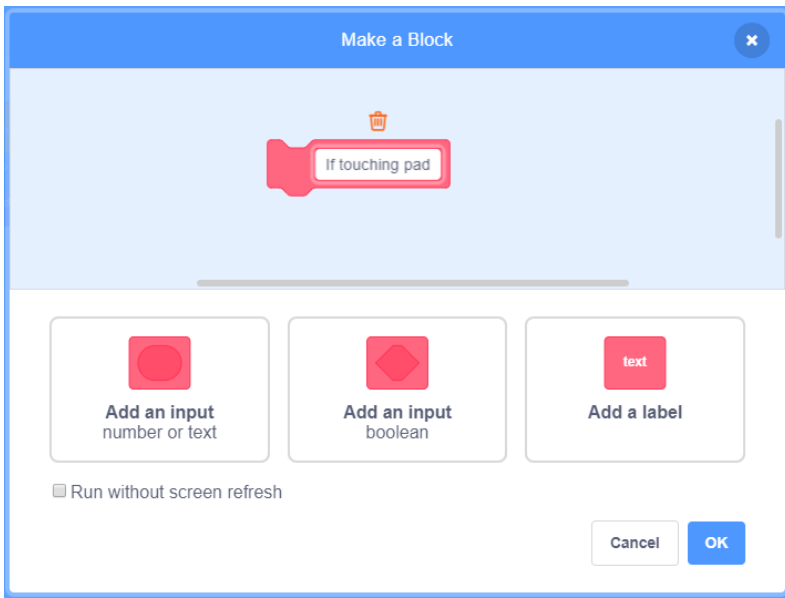 Make a Block
If touching pad
text
Add an input
number or text
Add an input
boolean
Add a label
Run without screen refresh
Cancel
OK